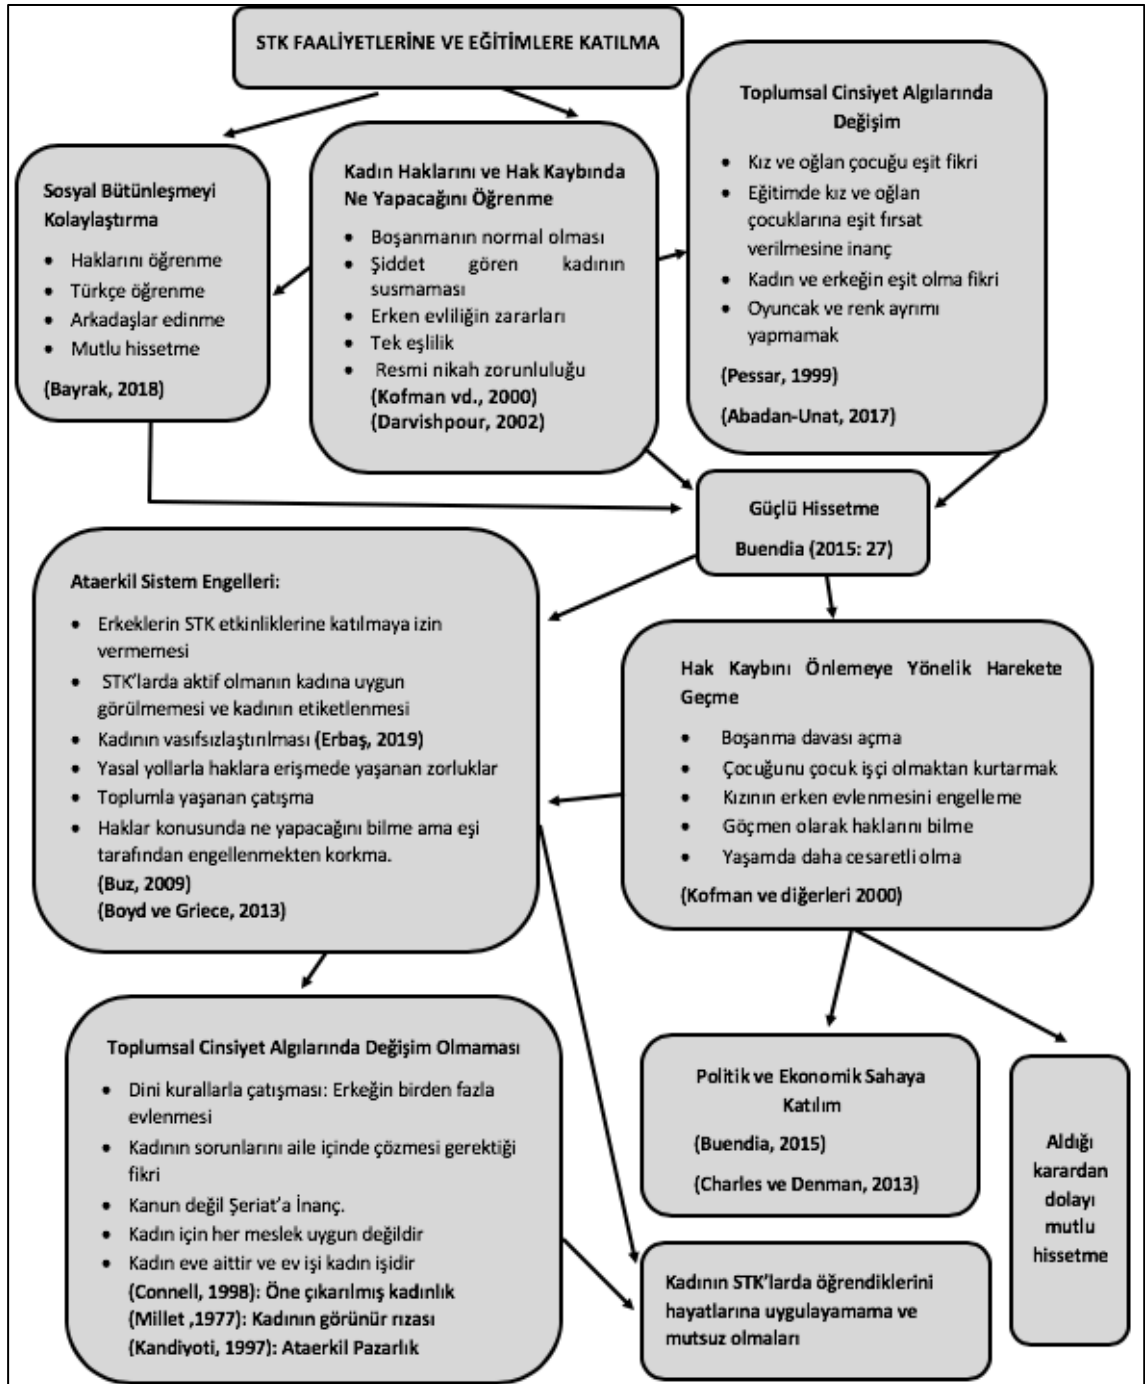 STK FAALİYETLERİNE VE EĞİTİMLERE KATILMA
Sosyal Bütünleşmeyi
Kolaylaştırma
• Haklarını öğrenme
• Türkçe öğrenme
• Arkadaşlar edinme
• Mutlu hissetme
(Bayrak, 2018)
Kadın Haklarını ve Hak Kaybında
Ne Yapacağını Öğrenme
• Boşanmanın normal olması
• Şiddet gören kadının
susmaması
• Erken evliliğin zararları
• Tek eşlilik
• Resmi nikah zorunluluğu
(Kofman vd., 2000)
(Darvishpour, 2002)
Toplumsal Cinsiyet Algılarında
Değişim
• Kız ve oğlan çocuğu eşit fikri
• Eğitimde kız ve oğlan
çocuklarına eşit fırsat
verilmesine inanç
• Kadın ve erkeğin eşit olma fikri
• Oyuncak ve renk ayrımı
yapmamak
(Pessar, 1999)
(Abadan-Unat, 2017)
Güçlü Hissetme
Buendia (2015: 27)
Ataerkil Sistem Engelleri:
• Erkeklerin STK etkinliklerine katılmaya izin
vermemesi
• STK'larda aktif olmanın kadına uygun
görülmemesi ve kadının etiketlenmesi
• Kadının vasıfsızlaştırılması (Erbaş, 2019)
• Yasal yollarla haklara erişmede yaşanan zorluklar
• Toplumla yaşanan çatışma
• Haklar konusunda ne yapacağını bilme ama eşi
tarafından engellenmekten korkma.
(Buz, 2009)
(Boyd ve Griece, 2013)
Hak Kaybını Önlemeye Yönelik Harekete
Geçme
• Boşanma davası açma
• Çocuğunu çocuk işçi olmaktan kurtarmak
• Kızının erken evlenmesini engelleme
• Göçmen olarak haklarını bilme
• Yaşamda daha cesaretli olma
(Kofman ve diğerleri 2000)
Toplumsal Cinsiyet Algılarında Değişim Olmaması
• Dini kurallarla çatışması: Erkeğin birden fazla
evlenmesi
• Kadının sorunlarını aile içinde çözmesi gerektiği
fikri
• Kanun değil Şeriat'a İnanç.
• Kadın için her meslek uygun değildir
• Kadın eve aittir ve ev işi kadın işidir
(Connell, 1998): Öne çıkarılmış kadınlık
(Millet ,1977): Kadının görünür rızası
(Kandiyoti, 1997): Ataerkil Pazarlık
Politik ve Ekonomik Sahaya
Katılım
(Buendia, 2015)
(Charles ve Denman, 2013)
Aldığı
karardan
dolayı
mutlu
hissetme
Kadının STK'larda öğrendiklerini
hayatlarına uygulayamama ve
mutsuz olmaları